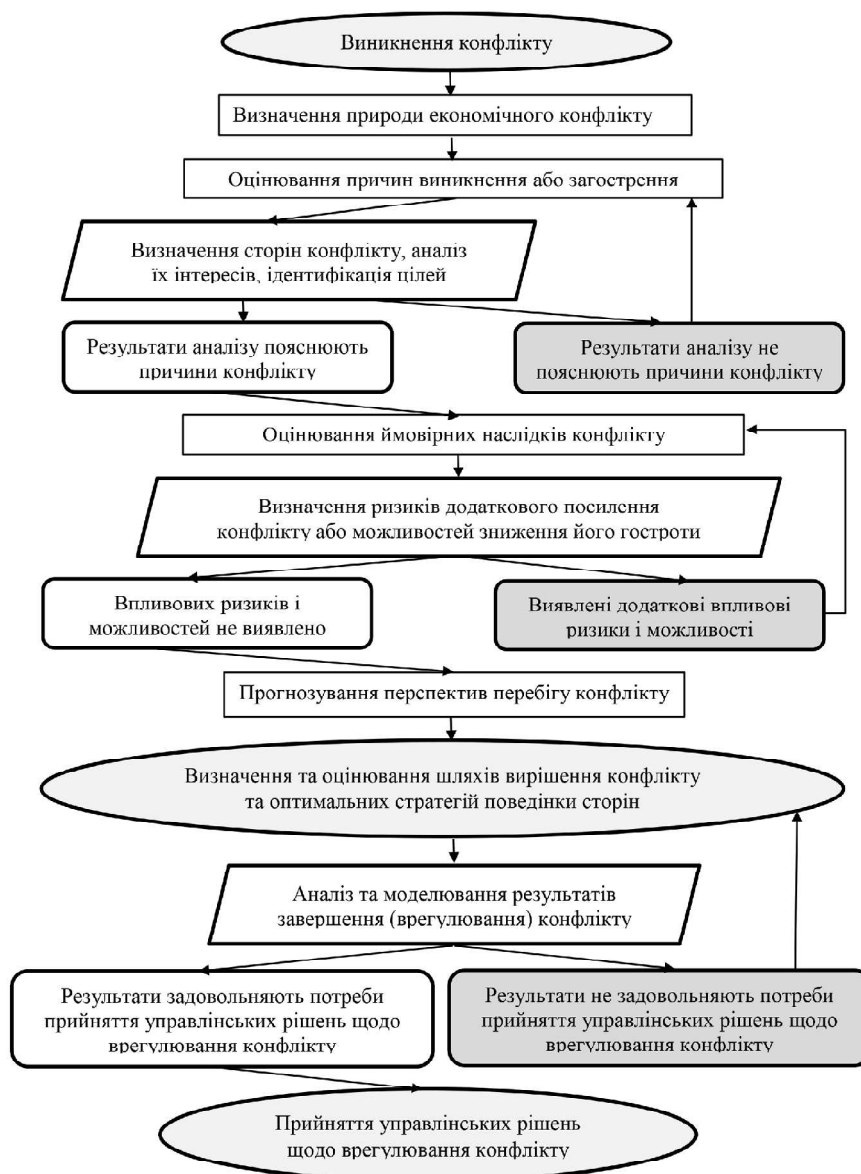 Виникнення конфлікту
Визначення природи економічного конфлікту
Оцінювання причин виникнення або загострення
Визначення сторін конфлікту, аналіз
їх інтересів, ідентифікація цілей
Результати аналізу пояснюють
причини конфлікту
Результати аналізу не
пояснюють причини конфлікту
Оцінювання ймовірних наслідків конфлікту
Визначення ризиків додаткового посилення
конфлікту або можливостей зниження його гостроти
Впливових ризиків і
можливостей не виявлено
Виявлені додаткові впливові
ризики і можливості
Прогнозування перспектив перебігу конфлікту
Визначення та оцінювання шляхів вирішення конфлікту
та оптимальних стратегій поведінки сторін
Аналіз та моделювання результатів
завершення (врегулювання) конфлікту
Результати задовольняють потреби
прийняття управлінських рішень щодо
врегулювання конфлікту
Результати не задовольняють потреби
прийняття управлінських рішень щодо
врегулювання конфлікту
Прийняття управлінських рішень
щодо врегулювання конфлікту